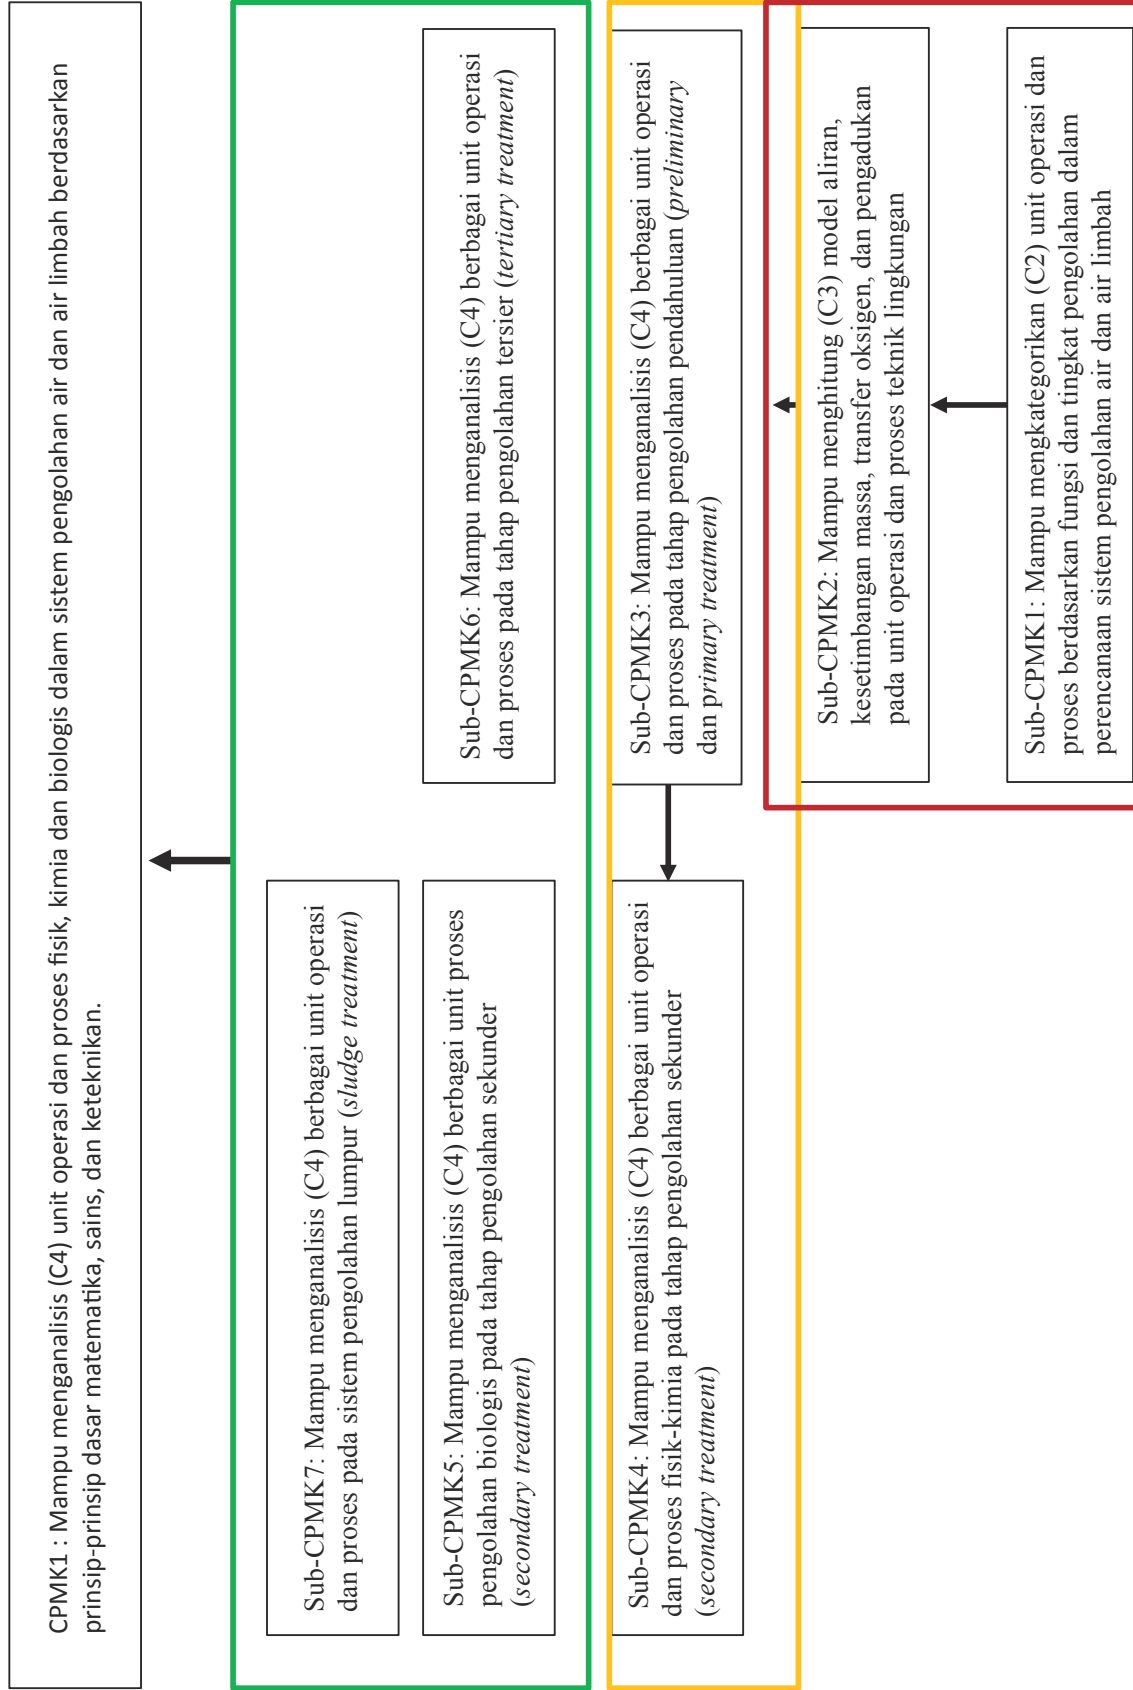 CPMK1 : Mampu menganalisis (C4) unit operasi dan proses fisik, kimia dan biologis dalam sistem pengolahan air dan air limbah berdasarkan
prinsip-prinsip dasar matematika, sains, dan keteknikan.
Sub-CPMK7: Mampu menganalisis (C4) berbagai unit operasi
dan proses pada sistem pengolahan lumpur (sludge treatment)
Sub-CPMK5: Mampu menganalisis (C4) berbagai unit proses
pengolahan biologis pada tahap pengolahan sekunder
(secondary treatment)
Sub-CPMK6: Mampu menganalisis (C4) berbagai unit operasi
dan proses pada tahap pengolahan tersier (tertiary treatment)
Sub-CPMK4: Mampu menganalisis (C4) berbagai unit operasi
dan proses fisik-kimia pada tahap pengolahan sekunder
(secondary treatment)
Sub-CPMK3: Mampu menganalisis (C4) berbagai unit operasi
dan proses pada tahap pengolahan pendahuluan (preliminary
dan primary treatment)
Sub-CPMK2: Mampu menghitung (C3) model aliran,
kesetimbangan massa, transfer oksigen, dan pengadukan
pada unit operasi dan proses teknik lingkungan
Sub-CPMK1: Mampu mengkategorikan (C2) unit operasi dan
proses berdasarkan fungsi dan tingkat pengolahan dalam
perencanaan sistem pengolahan air dan air limbah